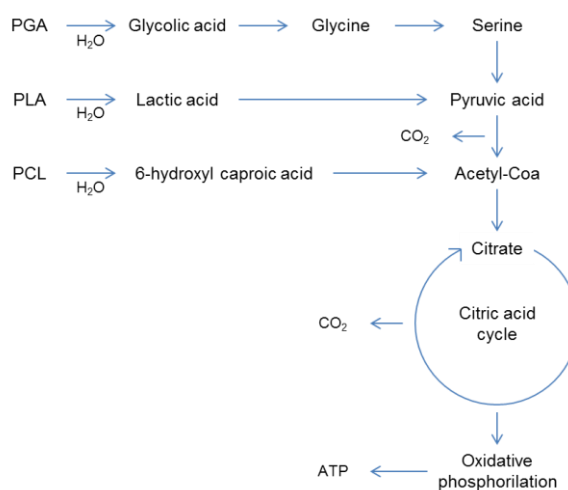 PGA H₂O Glycolic acid Glycine Serine
PLA H₂O Lactic acid Pyruvic acid
CO₂
PCL H₂O 6-hydroxyl caproic acid Acetyl-Coa
Citrate
CO₂
Citric acid
cycle
ATP
Oxidative
phosphorilation